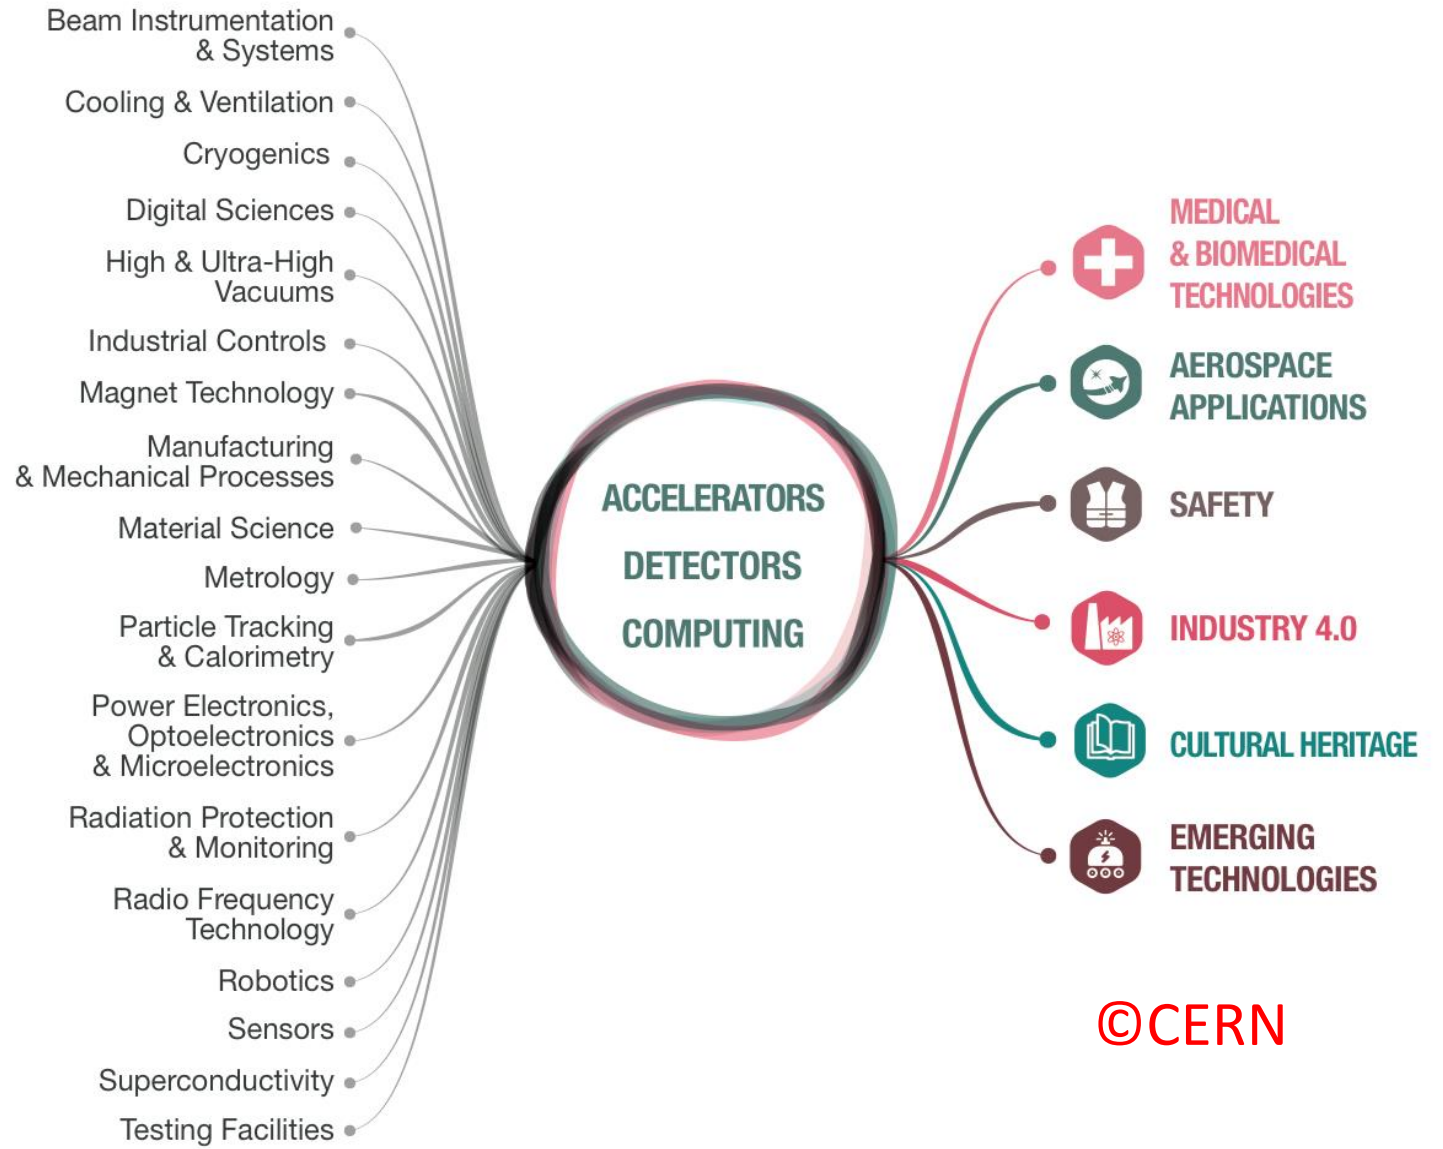 Beam Instrumentation
& Systems
Cooling & Ventilation
Cryogenics
Digital Sciences
High & Ultra-High
Vacuums
Industrial Controls
Magnet Technology
Manufacturing
& Mechanical Processes
Material Science
Metrology
Particle Tracking
& Calorimetry
Power Electronics,
Optoelectronics
& Microelectronics
Radiation Protection
& Monitoring
Radio Frequency
Technology
Robotics
Sensors
Superconductivity
Testing Facilities
ACCELERATORS
DETECTORS
COMPUTING
MEDICAL
& BIOMEDICAL
TECHNOLOGIES
AEROSPACE
APPLICATIONS
SAFETY
INDUSTRY 4.0
CULTURAL HERITAGE
EMERGING
TECHNOLOGIES
©CERN